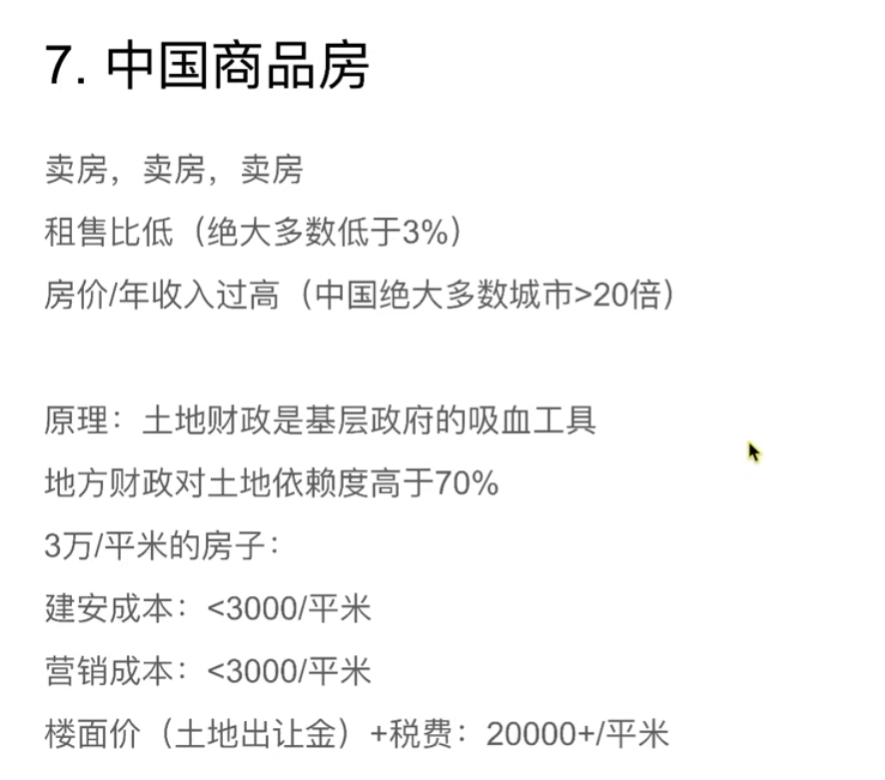 7. 中国商品房
卖房，卖房，卖房
租售比低（绝大多数低于3%）
房价/年收入过高（中国绝大多数城市>20倍）
原理：土地财政是基层政府的吸血工具
地方财政对土地依赖度高于70%
3万/平米的房子：
建安成本：<3000/平米
营销成本：<3000/平米
楼面价（土地出让金）+税费：20000+/平米